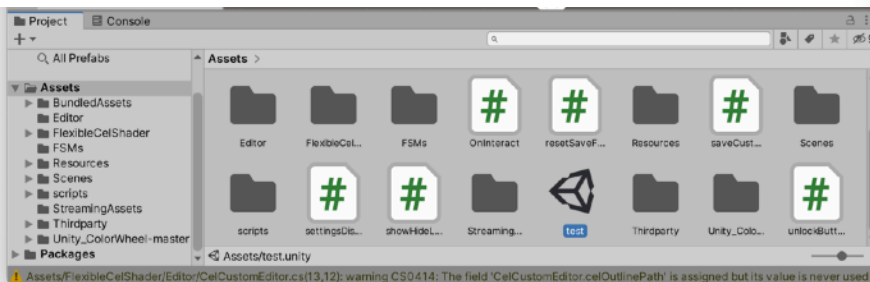 Project Console
All Prefabs
Assets >
Assets
BundledAssets
Editor
FlexibleCelShader
FSMs
Resources
Scenes
scripts
StreamingAssets
Thirdparty
Unity_ColorWheel-master
Packages
Editor FlexibleCel... FSMs OnInteract resetSaveF... Resources saveCust... Scenes
scripts settingsDis... showHideL... Streaming... test Thirdparty Unity_Colo... unlockButt...
Assets/test.unity
Assets/FlexibleCelShader/Editor/CelCustomEditor.cs(13,12): warning CS0414: The field 'CelCustomEditor.celOutlinePath' is assigned but its value is never used